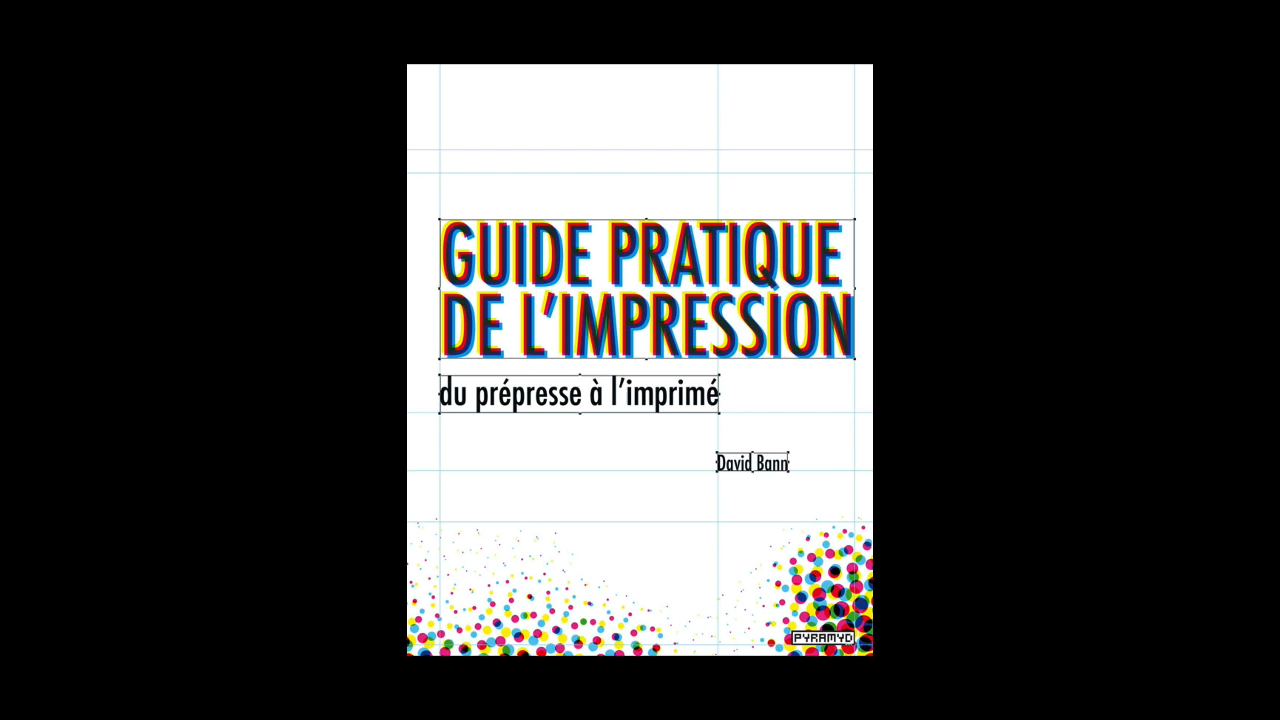 GUIDE PRATIQUE
DE L’IMPRESSION
du prépresse à l’imprimé
David Bann
PYRAMYD